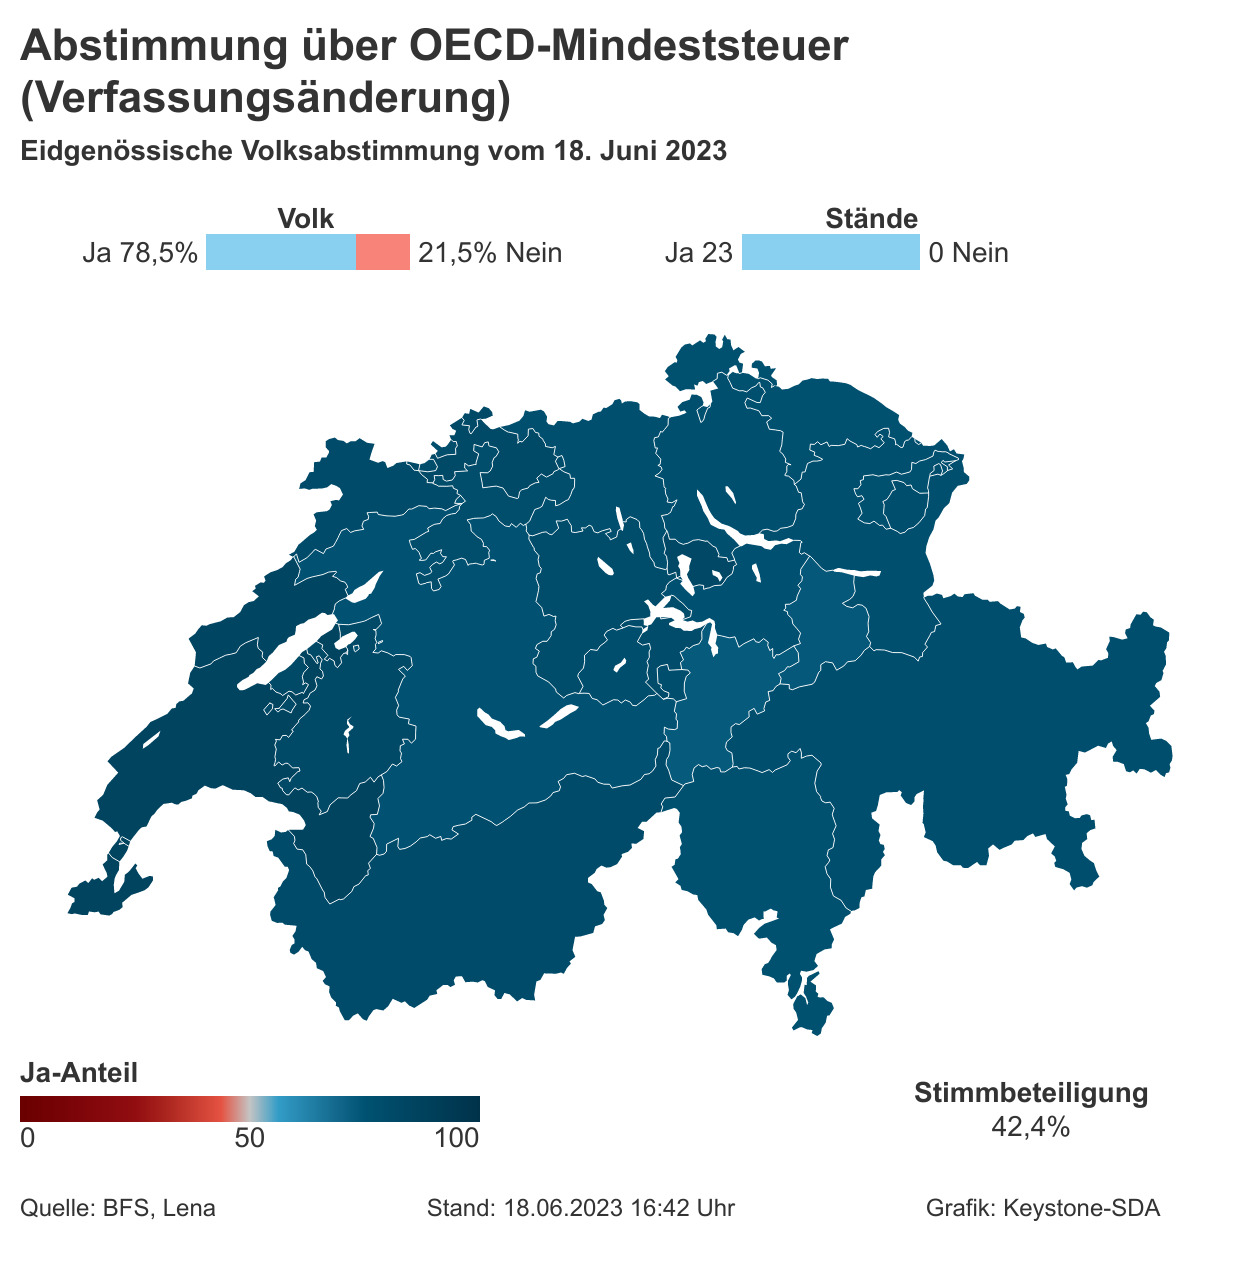 Abstimmung über OECD-Mindeststeuer
(Verfassungsänderung)
Eidgenössische Volksabstimmung vom 18. Juni 2023
Volk
Ja 78,5% 21,5% Nein
Stände
Ja 23 0 Nein
Ja-Anteil
0 50 100
Stimmbeteiligung
42,4%
Quelle: BFS, Lena
Stand: 18.06.2023 16:42 Uhr
Grafik: Keystone-SDA